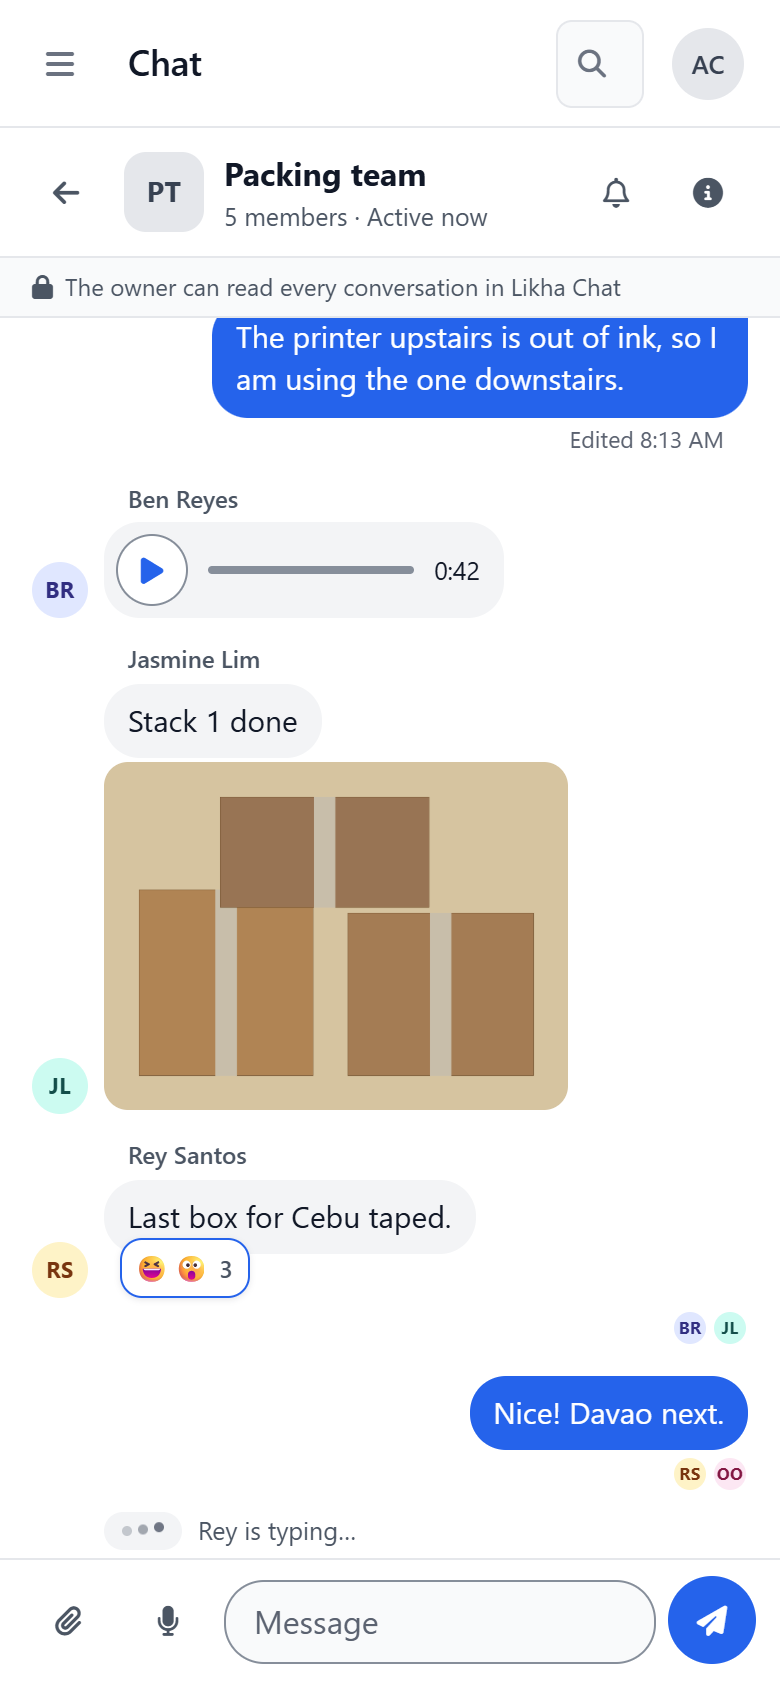 Chat
AC
PT
Packing team
5 members · Active now
The owner can read every conversation in Likha Chat
The printer upstairs is out of ink, so I
am using the one downstairs.
Edited 8:13 AM
Ben Reyes
BR
0:42
Jasmine Lim
Stack 1 done
JL
Rey Santos
Last box for Cebu taped.
RS
😆 😲 3
BR JL
Nice! Davao next.
RS OO
Rey is typing...
Message